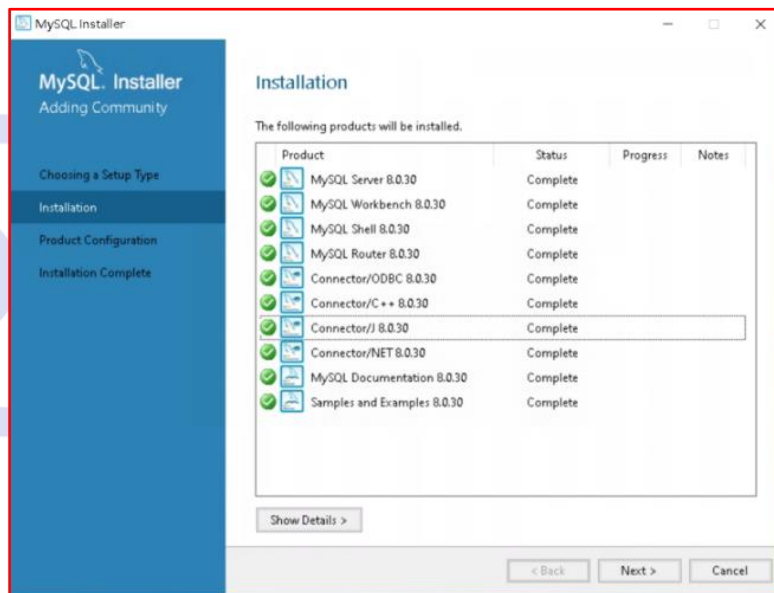 MySQL Installer
MySQL. Installer
Adding Community
Choosing a Setup Type
Installation
Product Configuration
Installation Complete
Installation
The following products will be installed.
Product Status Progress Notes
MySQL Server 8.0.30 Complete
MySQL Workbench 8.0.30 Complete
MySQL Shell 8.0.30 Complete
MySQL Router 8.0.30 Complete
Connector/ODBC 8.0.30 Complete
Connector/C++ 8.0.30 Complete
Connector/J 8.0.30 Complete
Connector/NET 8.0.30 Complete
MySQL Documentation 8.0.30 Complete
Samples and Examples 8.0.30 Complete
Show Details >
< Back Next > Cancel